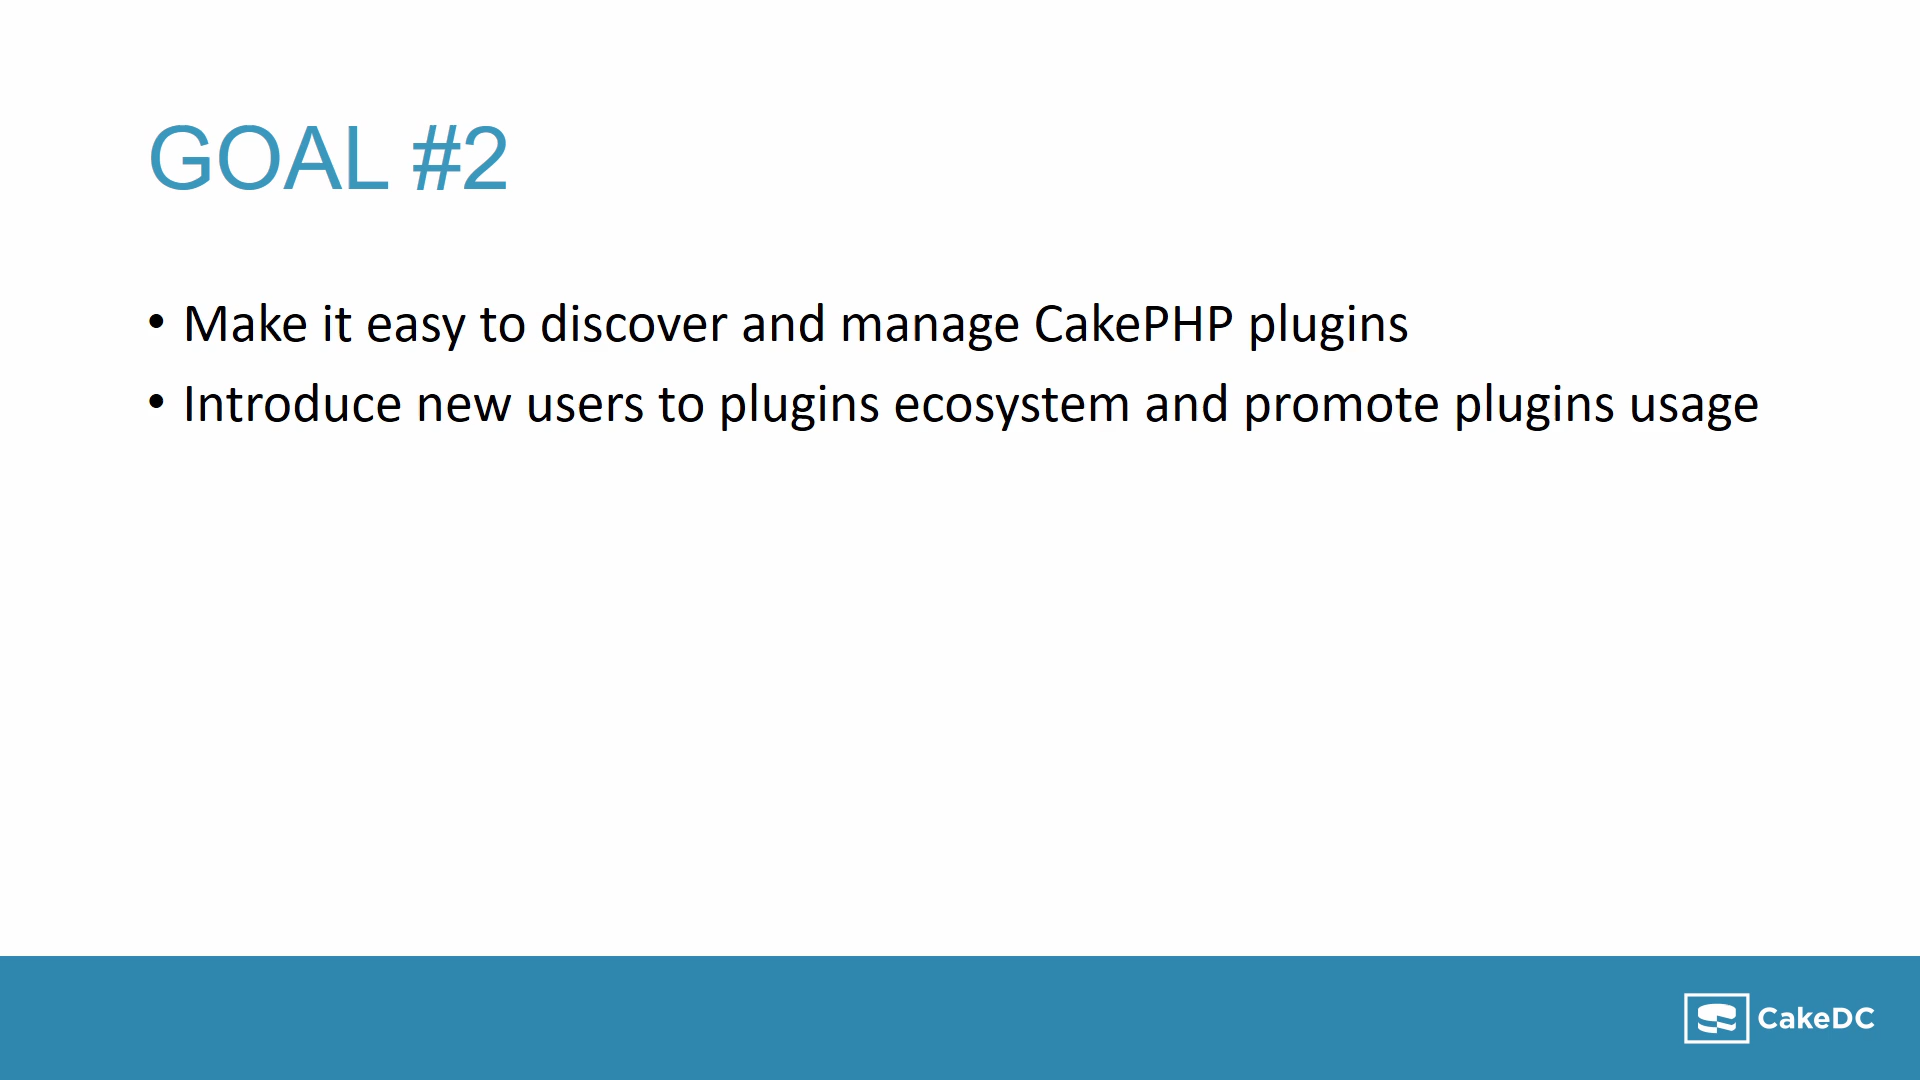 GOAL #2
• Make it easy to discover and manage CakePHP plugins
• Introduce new users to plugins ecosystem and promote plugins usage
CakeDC